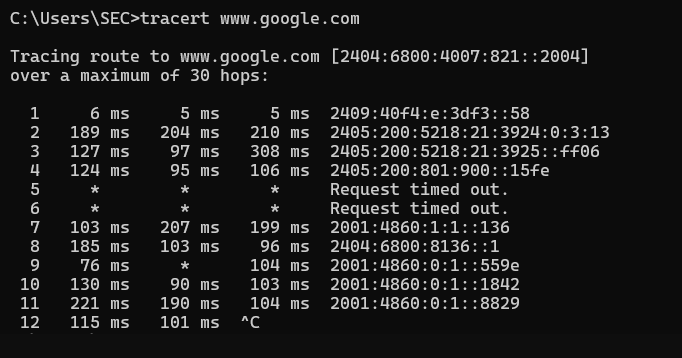 C:\Users\SEC>tracert www.google.com
Tracing route to www.google.com [2404:6800:4007:821::2004]
over a maximum of 30 hops:
1 6 ms 5 ms 5 ms 2409:40f4:e:3df3::58
2 189 ms 204 ms 210 ms 2405:200:5218:21:3924:0:3:13
3 127 ms 97 ms 308 ms 2405:200:5218:21:3925::ff06
4 124 ms 95 ms 106 ms 2405:200:801:900::15fe
5 * * * Request timed out.
6 * * * Request timed out.
7 103 ms 207 ms 199 ms 2001:4860:1:1::136
8 185 ms 103 ms 96 ms 2404:6800:8136::1
9 76 ms * 104 ms 2001:4860:0:1::559e
10 130 ms 90 ms 103 ms 2001:4860:0:1::1842
11 221 ms 190 ms 104 ms 2001:4860:0:1::8829
12 115 ms 101 ms ^C